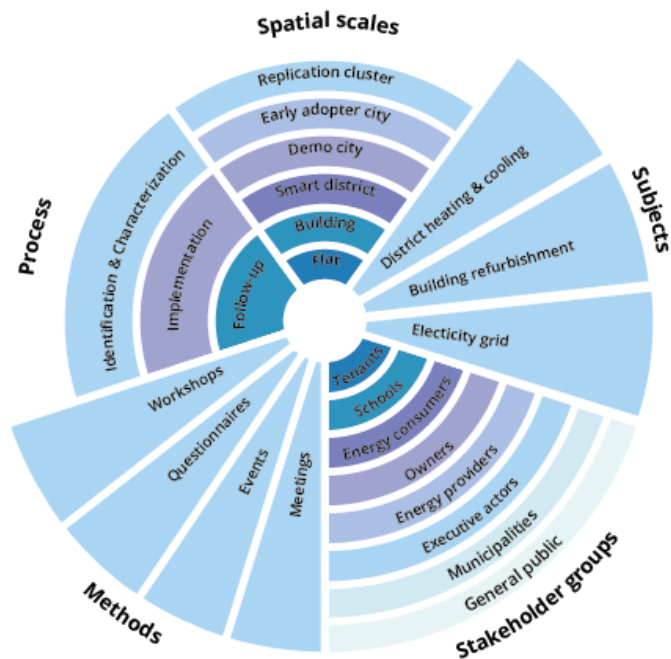 Spatial scales
Replication cluster
Early adopter city
Demo city
Smart district
Building
Flat
Subjects
District heating & cooling
Building refurbishment
Electicity grid
Stakeholder groups
Tenants
Schools
Energy consumers
Owners
Energy providers
Executive actors
Municipalities
General public
Methods
Meetings
Events
Questionnaires
Workshops
Process
Identification & Characterization
Implementation
Follow-up